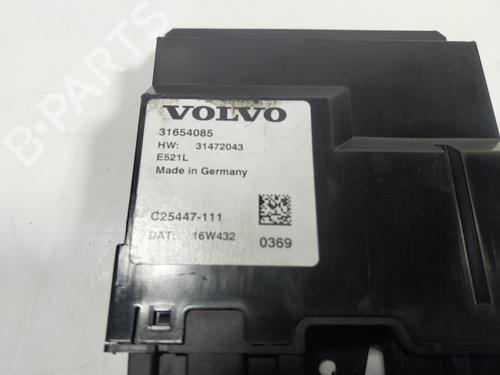 VOLVO
31654085
HW: 31472043
E521L
Made in Germany
C25447-111
DAT: 16W432
0369
B-PARTS